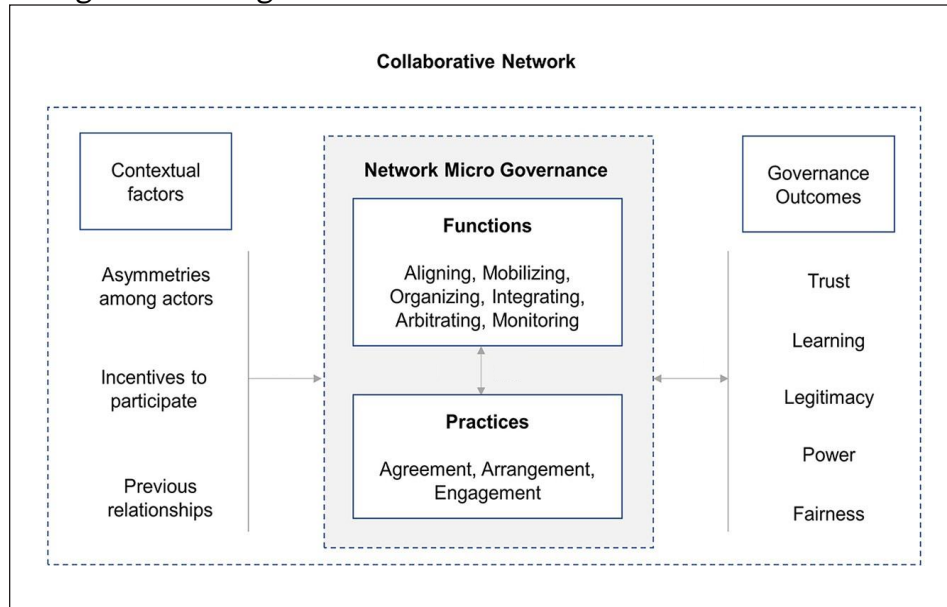 Collaborative Network
Contextual
factors
Asymmetries
among actors
Incentives to
participate
Previous
relationships
Network Micro Governance
Functions
Aligning, Mobilizing,
Organizing, Integrating,
Arbitrating, Monitoring
Practices
Agreement, Arrangement,
Engagement
Governance
Outcomes
Trust
Learning
Legitimacy
Power
Fairness